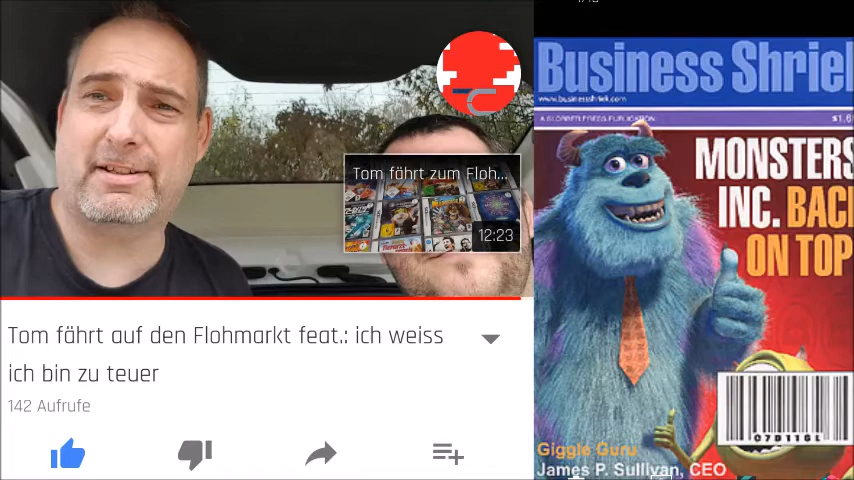 Tom fährt zum Floh...
12:23
Tom fährt auf den Flohmarkt feat.: ich weiss
ich bin zu teuer
142 Aufrufe
Business Shriek
www.businessshriek.com
A SLOBBER PRESS PUBLICATION
MONSTERS
INC. BACK
ON TOP
Giggle Guru
James P. Sullivan, CEO